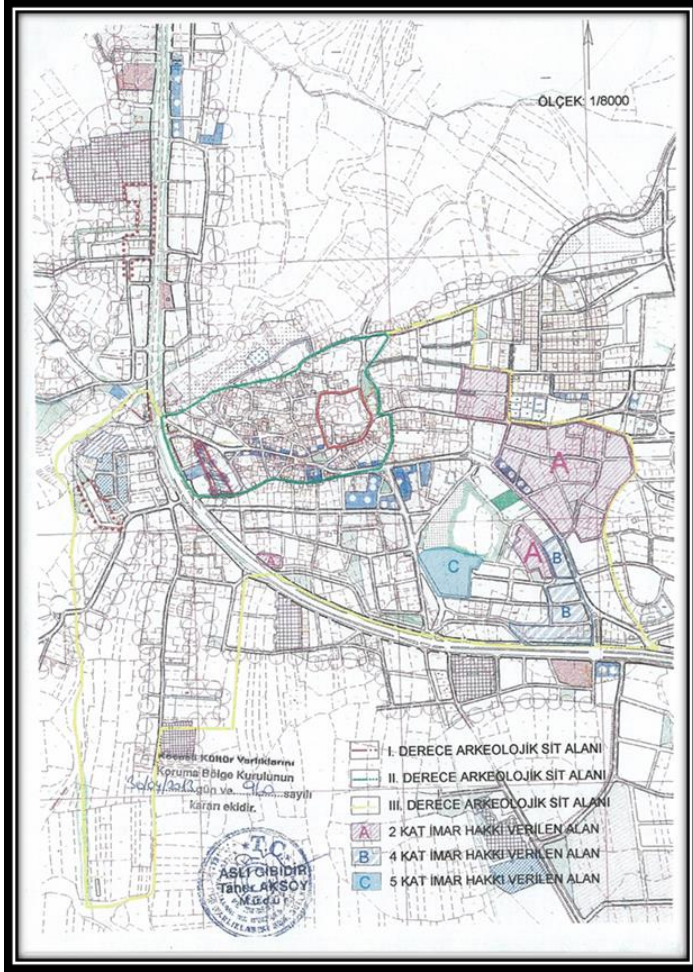 ÖLÇEK: 1/8000
A
A
B
C
B
A
Kocaeli Kültür Varlıklarını
Koruma Bölge Kurulunun
gün ve 960 sayılı
kararı ekidir.
T.C.
ASLI GİBİDİR
Taner AKSOY
Müdür
I. DERECE ARKEOLOJİK SİT ALANI
II. DERECE ARKEOLOJİK SİT ALANI
III. DERECE ARKEOLOJİK SİT ALANI
A 2 KAT İMAR HAKKI VERİLEN ALAN
B 4 KAT İMAR HAKKI VERİLEN ALAN
C 5 KAT İMAR HAKKI VERİLEN ALAN